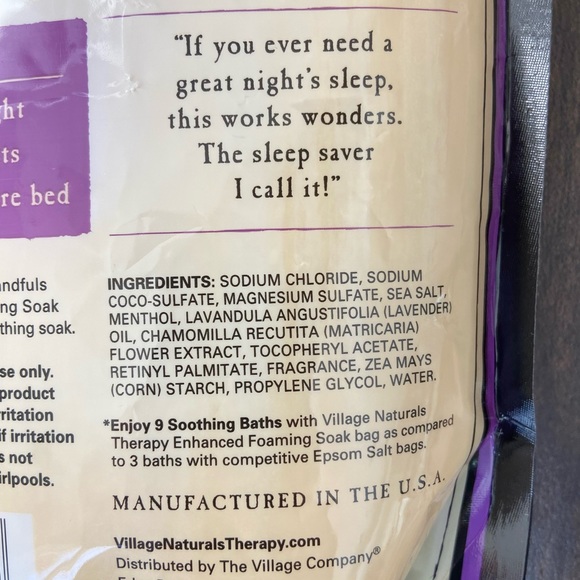 "If you ever need a
great night's sleep,
this works wonders.
The sleep saver
I call it!"
ts
re bed
ng Soak
thing soak.
se only.
product
if irritation
s not
INGREDIENTS: SODIUM CHLORIDE, SODIUM
COCO-SULFATE, MAGNESIUM SULFATE, SEA SALT,
MENTHOL, LAVANDULA ANGUSTIFOLIA (LAVENDER)
OIL, CHAMOMILLA RECUTITA (MATRICARIA)
FLOWER EXTRACT, TOCOPHERYL ACETATE,
RETINYL PALMITATE, FRAGRANCE, ZEA MAYS
(CORN) STARCH, PROPYLENE GLYCOL, WATER.
*Enjoy 9 Soothing Baths with Village Naturals
Therapy Enhanced Foaming Soak bag as compared
to 3 baths with competitive Epsom Salt bags.
MANUFACTURED IN THE U.S.A.
VillageNaturalsTherapy.com
Distributed by The Village Company®